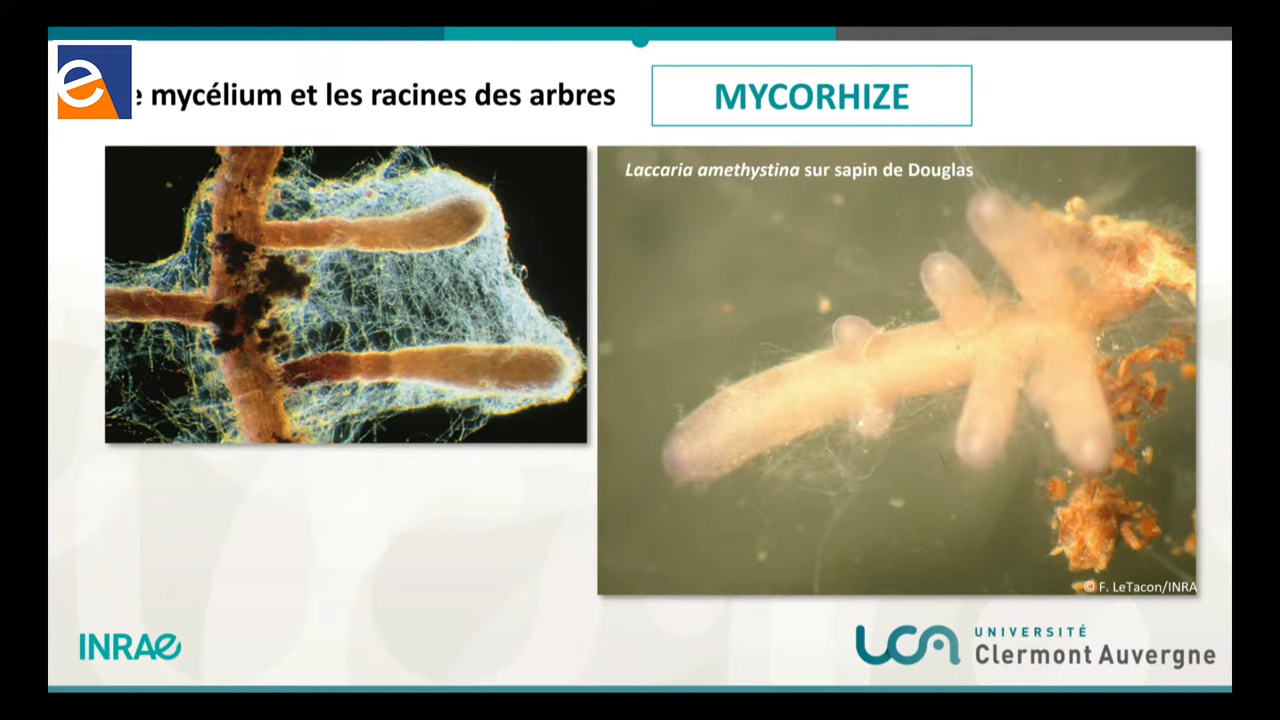 e mycélium et les racines des arbres
MYCORHIZE
Laccaria amethystina sur sapin de Douglas
© F. LeTacon/INRA
INRAE
UCA UNIVERSITÉ
Clermont Auvergne